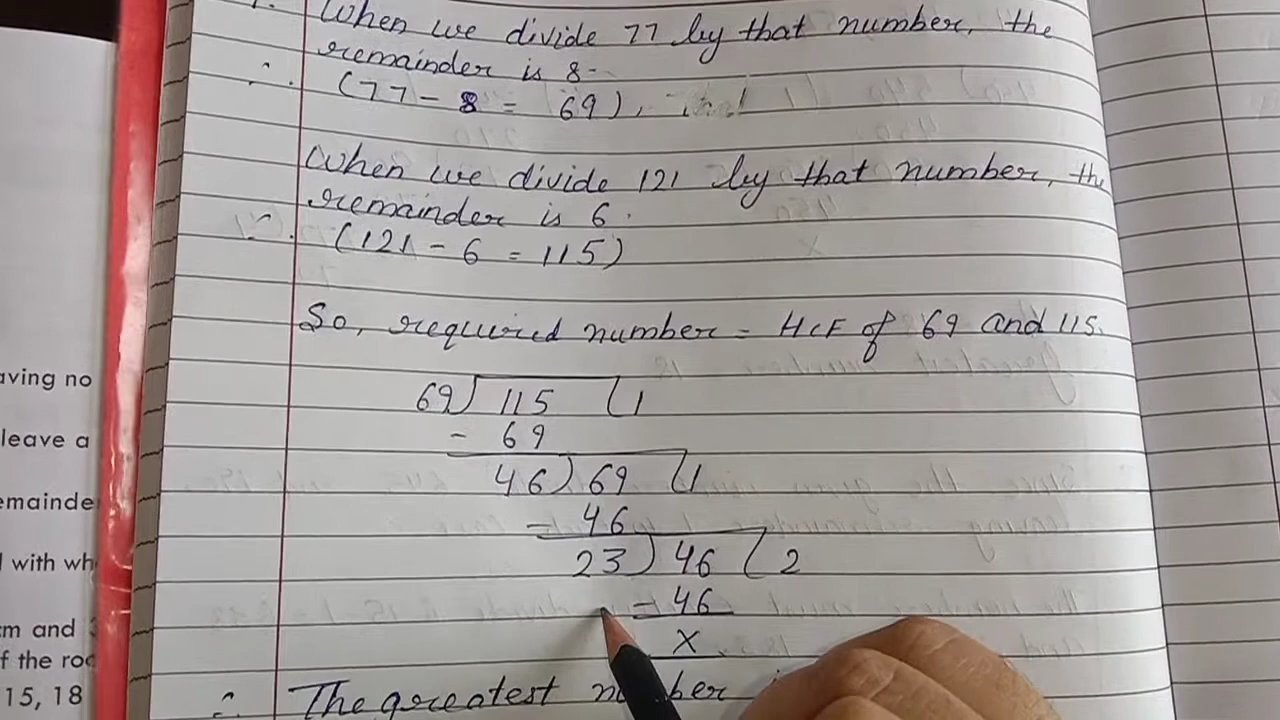 When we divide 77 by that number, the
remainder is 8-
∴ (77 - 8 = 69),
When we divide 121 by that number, the
remainder is 6.
∴ (121 - 6 = 115)
So, required number = HCF of 69 and 115.
69) 115 (1
- 69
46) 69 (1
- 46
23) 46 (2
- 46
x
∴ The greatest
aving no
leave a
emainde
with wh
cm and
f the roo
15, 18